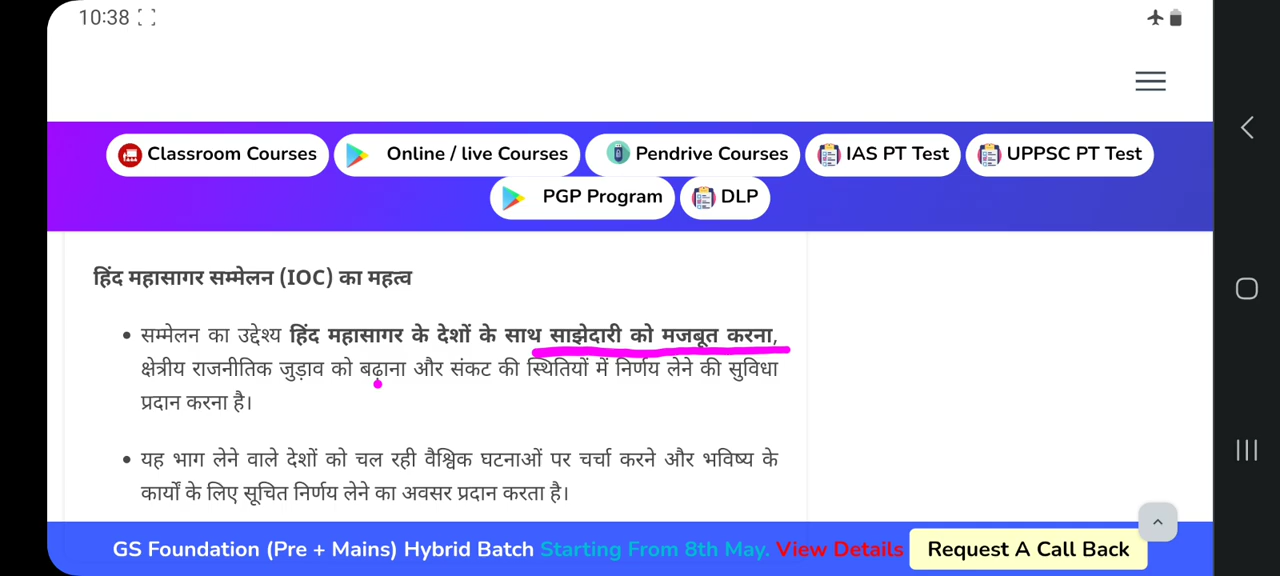 10:38
Classroom Courses Online / live Courses Pendrive Courses IAS PT Test UPPSC PT Test
PGP Program DLP
हिंद महासागर सम्मेलन (IOC) का महत्व
• सम्मेलन का उद्देश्य हिंद महासागर के देशों के साथ साझेदारी को मजबूत करना,
क्षेत्रीय राजनीतिक जुड़ाव को बढ़ाना और संकट की स्थितियों में निर्णय लेने की सुविधा
प्रदान करना है।
• यह भाग लेने वाले देशों को चल रही वैश्विक घटनाओं पर चर्चा करने और भविष्य के
कार्यों के लिए सूचित निर्णय लेने का अवसर प्रदान करता है।
GS Foundation (Pre + Mains) Hybrid Batch Starting From 8th May. View Details Request A Call Back